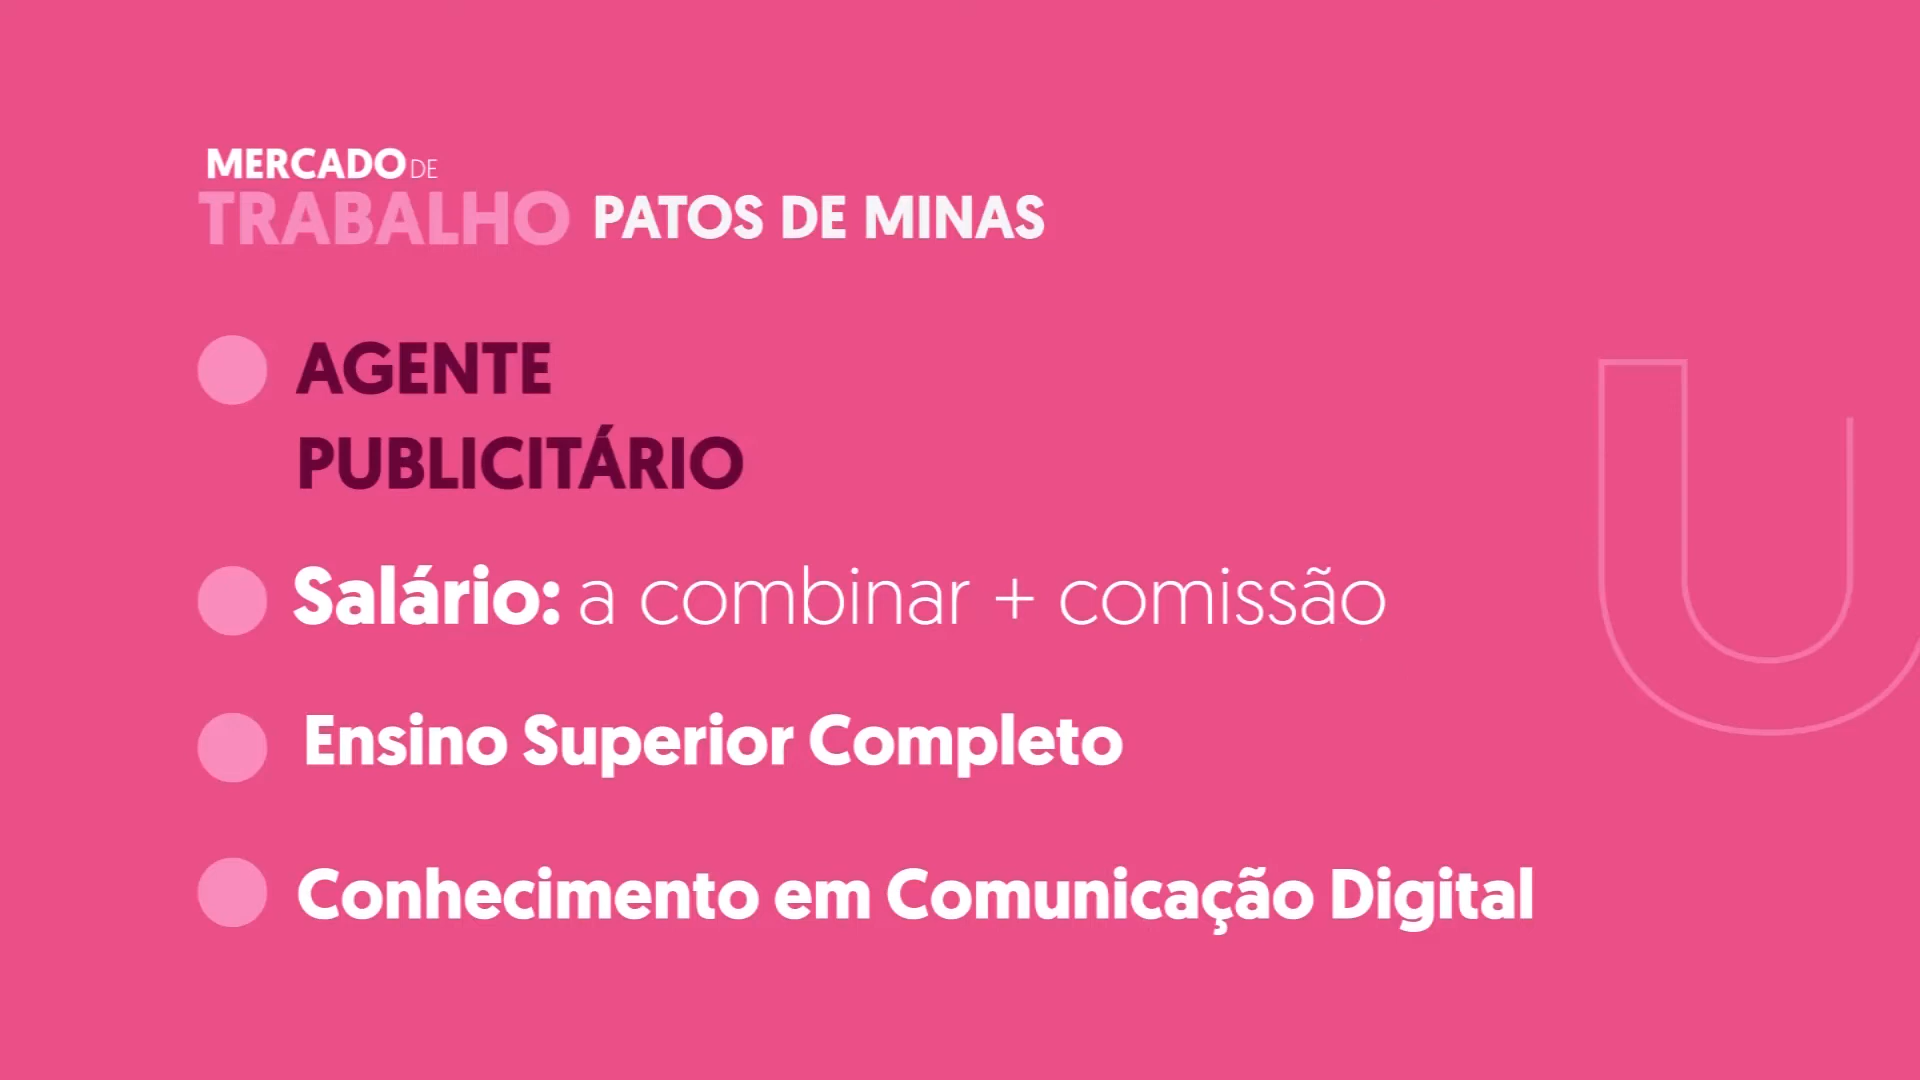 MERCADO DE
TRABALHO PATOS DE MINAS
AGENTE
PUBLICITÁRIO
Salário: a combinar + comissão
Ensino Superior Completo
Conhecimento em Comunicação Digital